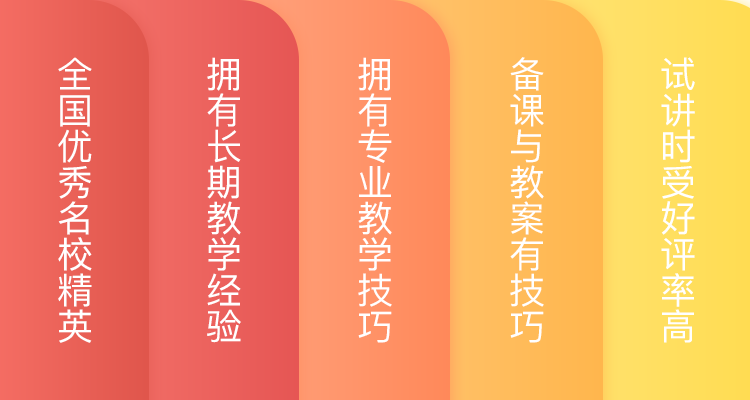 全国优秀名校精英
拥有长期教学经验
拥有专业教学技巧
备课与教案有技巧
试讲时受好评率高